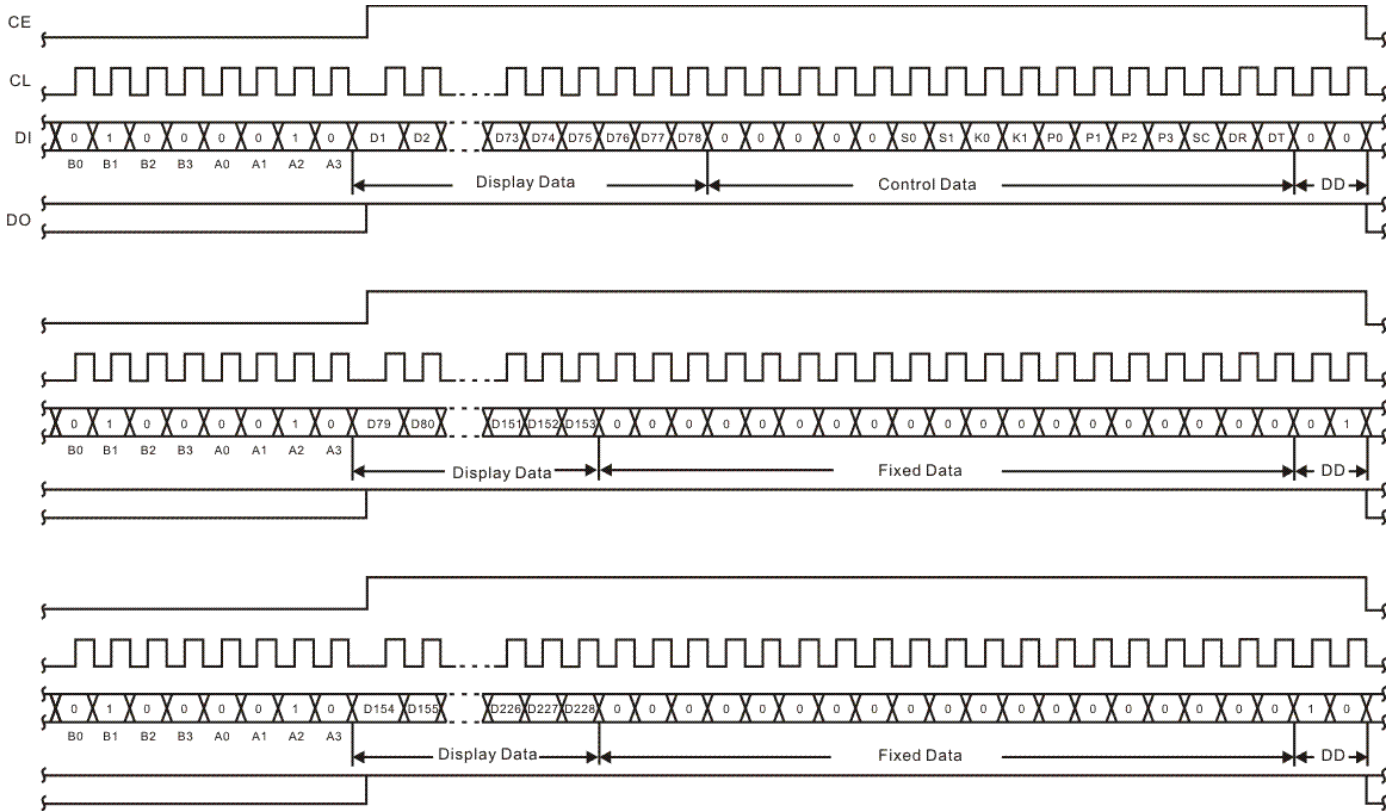 CE
CL
DI 0 1 0 0 0 0 1 0 D1 D2 D73 D74 D75 D76 D77 D78 0 0 0 0 0 S0 S1 K0 K1 P0 P1 P2 P3 SC DR DT 0 0
B0 B1 B2 B3 A0 A1 A2 A3
Display Data Control Data DD
DO
0 1 0 0 0 0 1 0 D79 D80 D151 D152 D153 0 0 0 0 0 0 0 0 0 0 0 0 0 0 0 0 0 0 0 0 1
B0 B1 B2 B3 A0 A1 A2 A3
Display Data Fixed Data DD
0 1 0 0 0 0 1 0 D154 D155 D226 D227 D228 0 0 0 0 0 0 0 0 0 0 0 0 0 0 0 0 0 0 0 1 0
B0 B1 B2 B3 A0 A1 A2 A3
Display Data Fixed Data DD